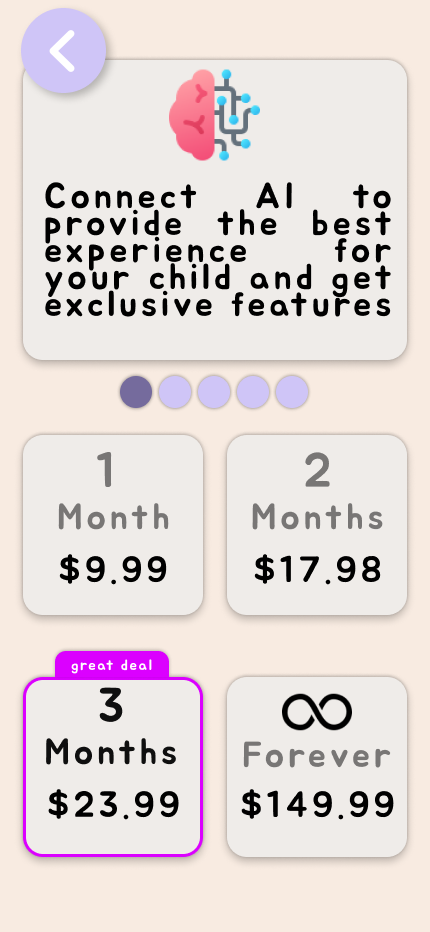 Connect AI to
provide the best
experience for
your child and get
exclusive features
1
Month
$9.99
2
Months
$17.98
great deal
3
Months
$23.99
∞
Forever
$149.99